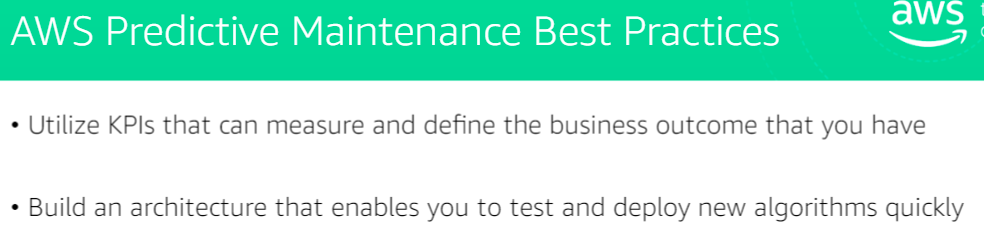 AWS Predictive Maintenance Best Practices
aws
• Utilize KPIs that can measure and define the business outcome that you have
• Build an architecture that enables you to test and deploy new algorithms quickly